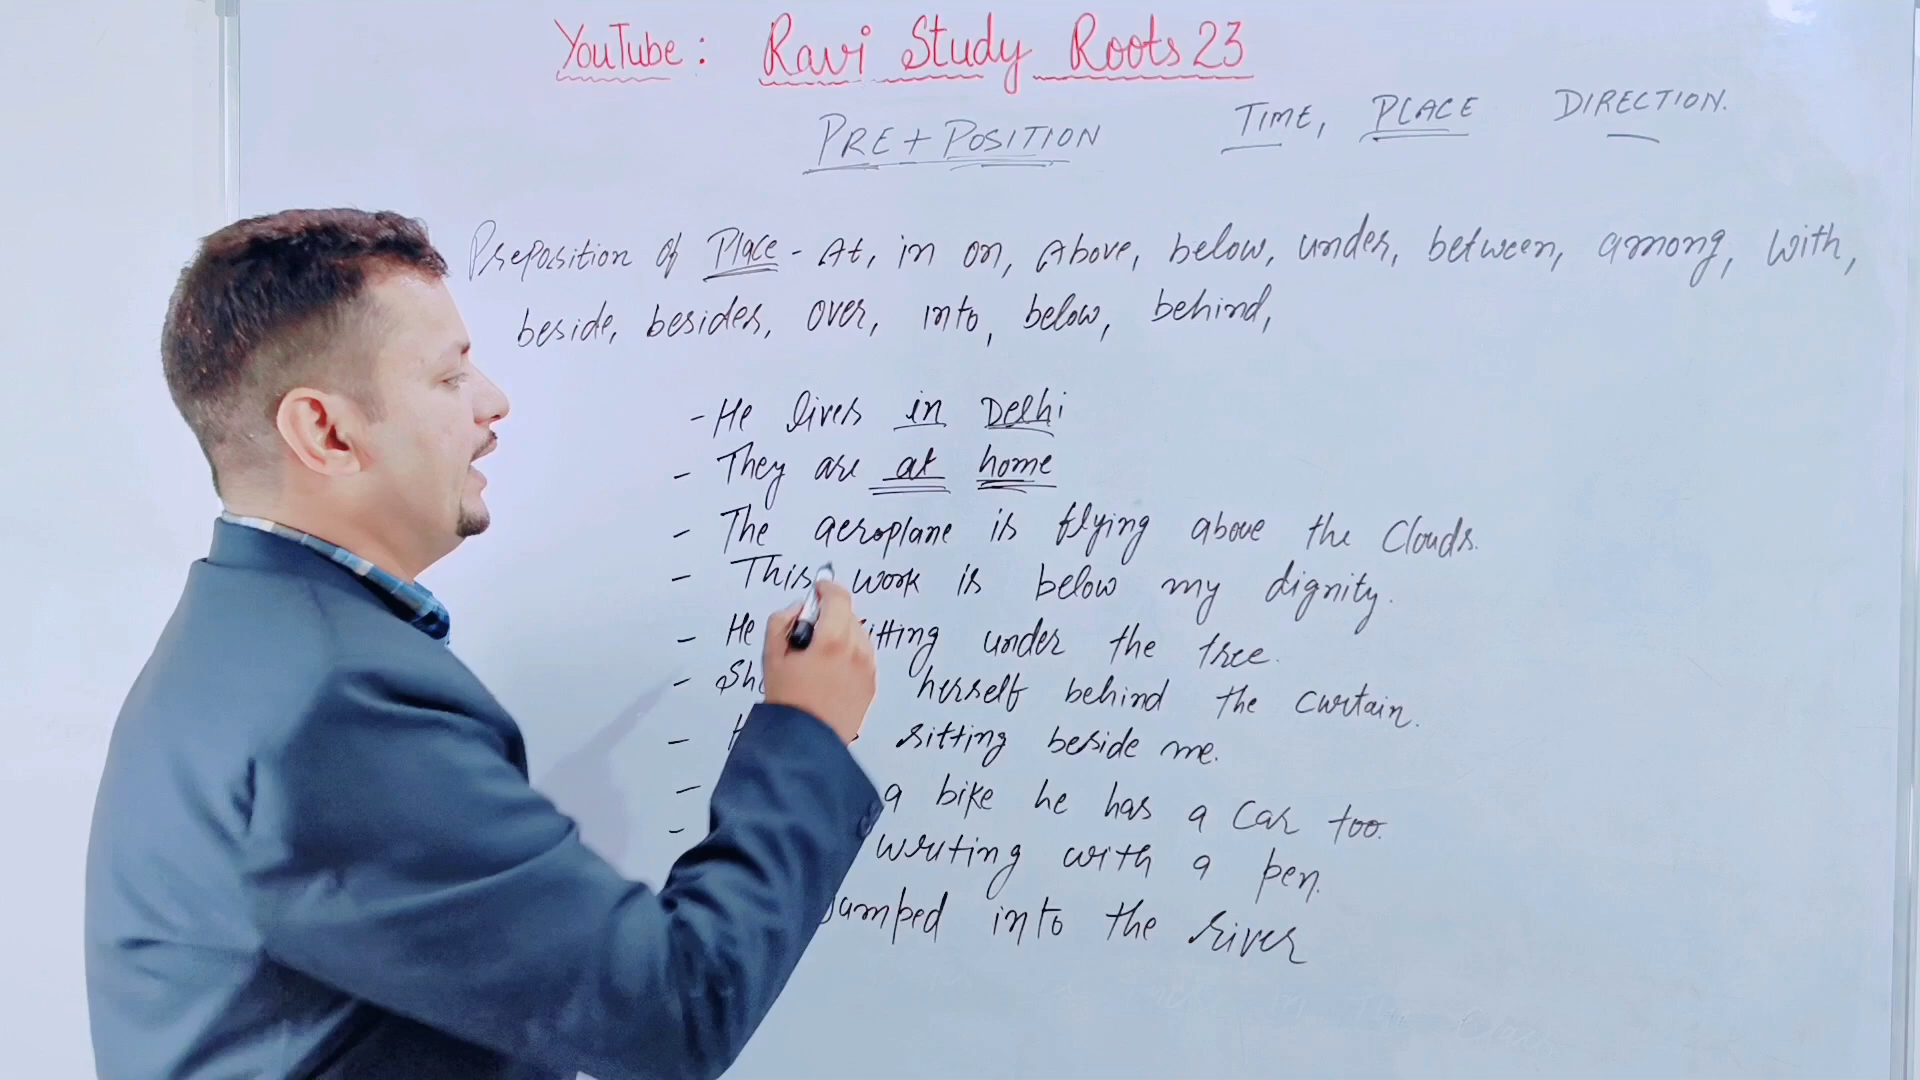 YouTube: Ravi Study Roots 23
PRE + POSITION TIME, PLACE DIRECTION.
Preposition of Place - At, in on, Above, below, under, between, among, with,
beside, besides, over, into, below, behind,
- He lives in Delhi
- They are at home
- The aeroplane is flying above the Clouds.
- This work is below my dignity.
- He sitting under the tree.
- herself behind the curtain.
- sitting beside me.
- a bike he has a car too.
- writing with a pen.
jumped into the river